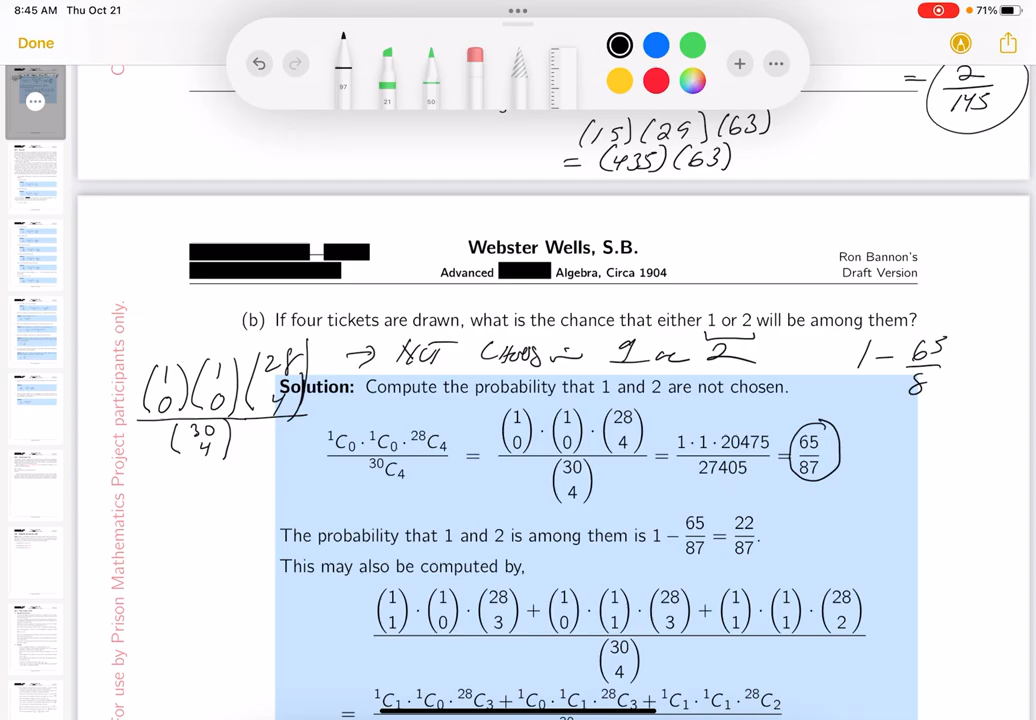 8:45 AM Thu Oct 21
71%
Done
97
21
50
= 2/145
(15)(29)(63)
= (435)(63)
Webster Wells, S.B.
Advanced Algebra, Circa 1904
Ron Bannon's
Draft Version
For use by Prison Mathematics Project participants only.
(b) If four tickets are drawn, what is the chance that either 1 or 2 will be among them?
→ NOT 1 or 2
1 - 65/8
(1 0)(1 0)(28 4)
(30 4)
Solution: Compute the probability that 1 and 2 are not chosen.
¹C₀ · ¹C₀ · ²⁸C₄ / ³⁰C₄ = (1 0) · (1 0) · (28 4) / (30 4) = 1 · 1 · 20475 / 27405 = 65/87
The probability that 1 and 2 is among them is 1 − 65/87 = 22/87.
This may also be computed by,
(1 1) · (1 0) · (28 3) + (1 0) · (1 1) · (28 3) + (1 1) · (1 1) · (28 2)
(30 4)
= ¹C₁ · ¹C₀ · ²⁸C₃ + ¹C₀ · ¹C₁ · ²⁸C₃ + ¹C₁ · ¹C₁ · ²⁸C₂